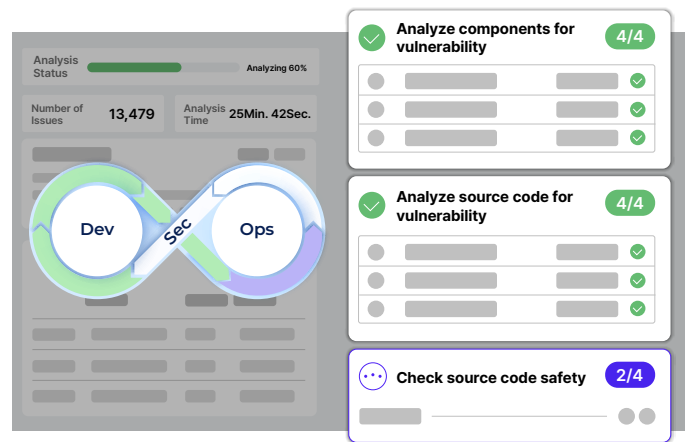 Analysis
Status
Analyzing 60%
Number of
Issues
13,479
Analysis
Time
25Min. 42Sec.
Dev
Sec
Ops
Analyze components for
vulnerability
4/4
Analyze source code for
vulnerability
4/4
Check source code safety
2/4